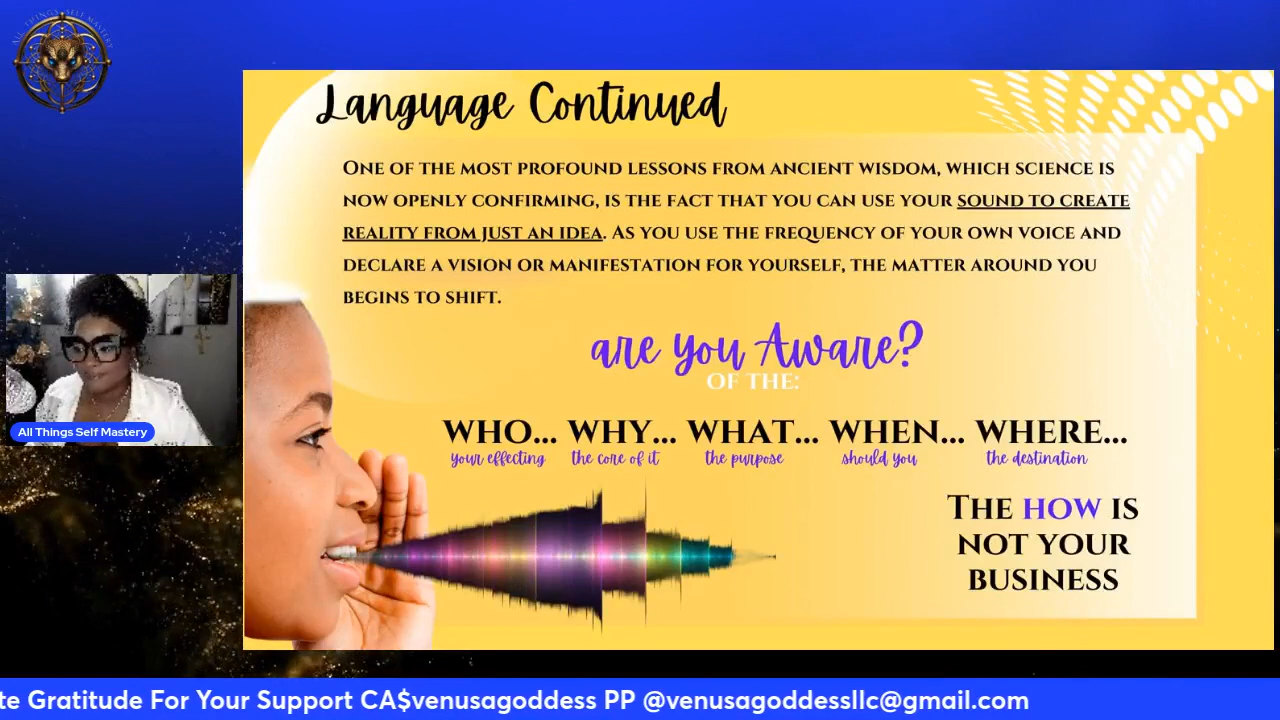 ALL THINGS SELF MASTERY
Language Continued
One of the most profound lessons from ancient wisdom, which science is
now openly confirming, is the fact that you can use your sound to create
reality from just an idea. As you use the frequency of your own voice and
declare a vision or manifestation for yourself, the matter around you
begins to shift.
are you Aware?
OF THE:
WHO... WHY... WHAT... WHEN... WHERE...
your effecting the core of it the purpose should you the destination
The HOW is
not your
business
All Things Self Mastery
te Gratitude For Your Support CA$venusagoddess PP @venusagoddessllc@gmail.com